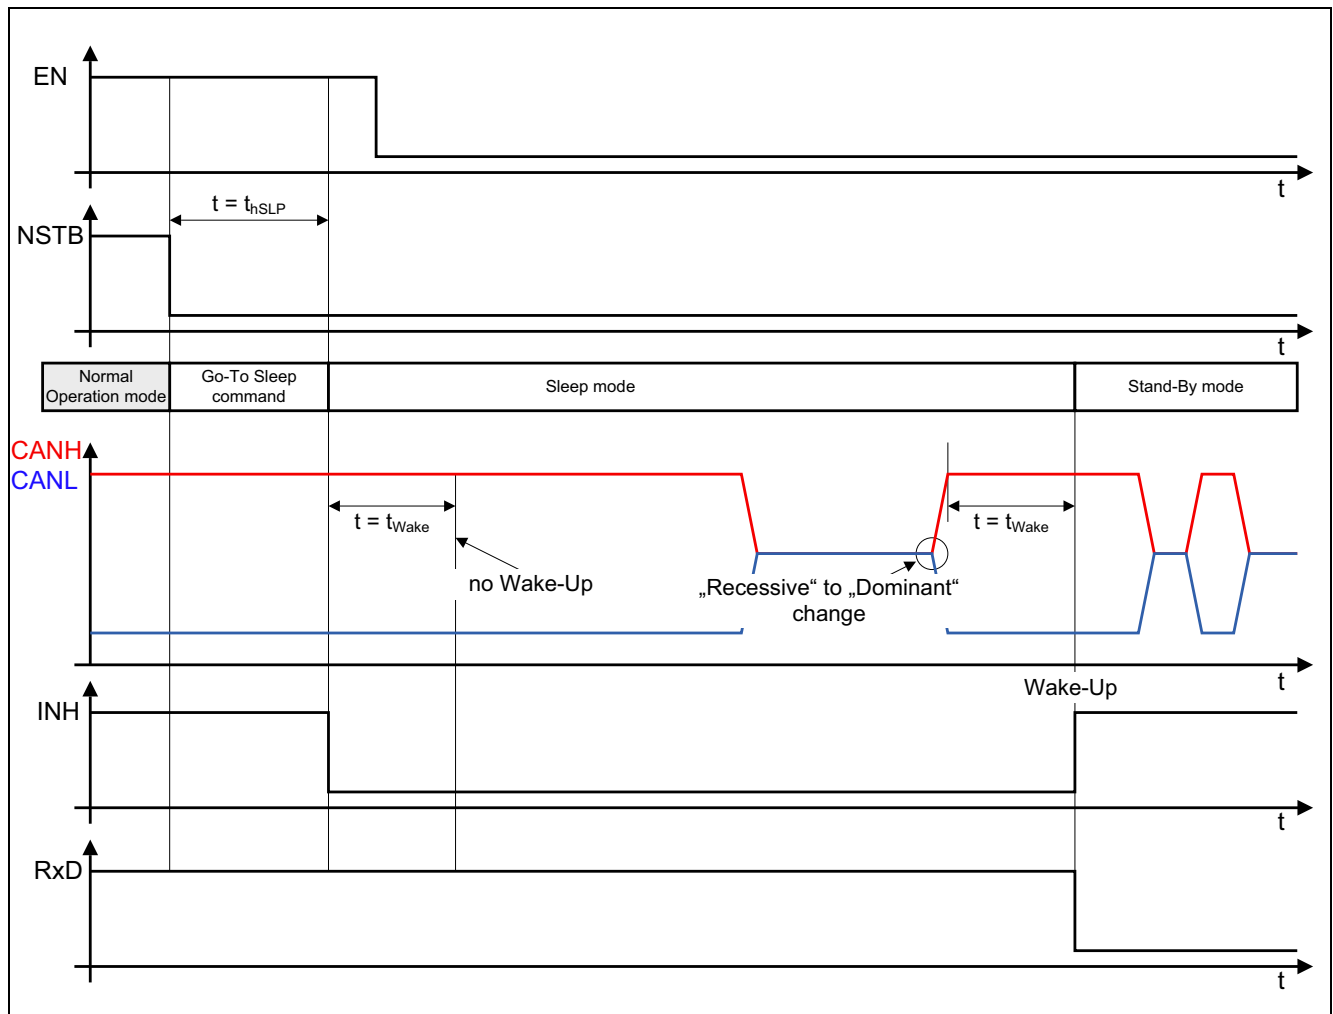 EN
t
t = thSLP
NSTB
t
Normal
Operation mode
Go-To Sleep
command
Sleep mode
Stand-By mode
CANH
CANL
t = tWake
t = tWake
no Wake-Up
„Recessive“ to „Dominant“
change
t
Wake-Up
INH
t
RxD
t